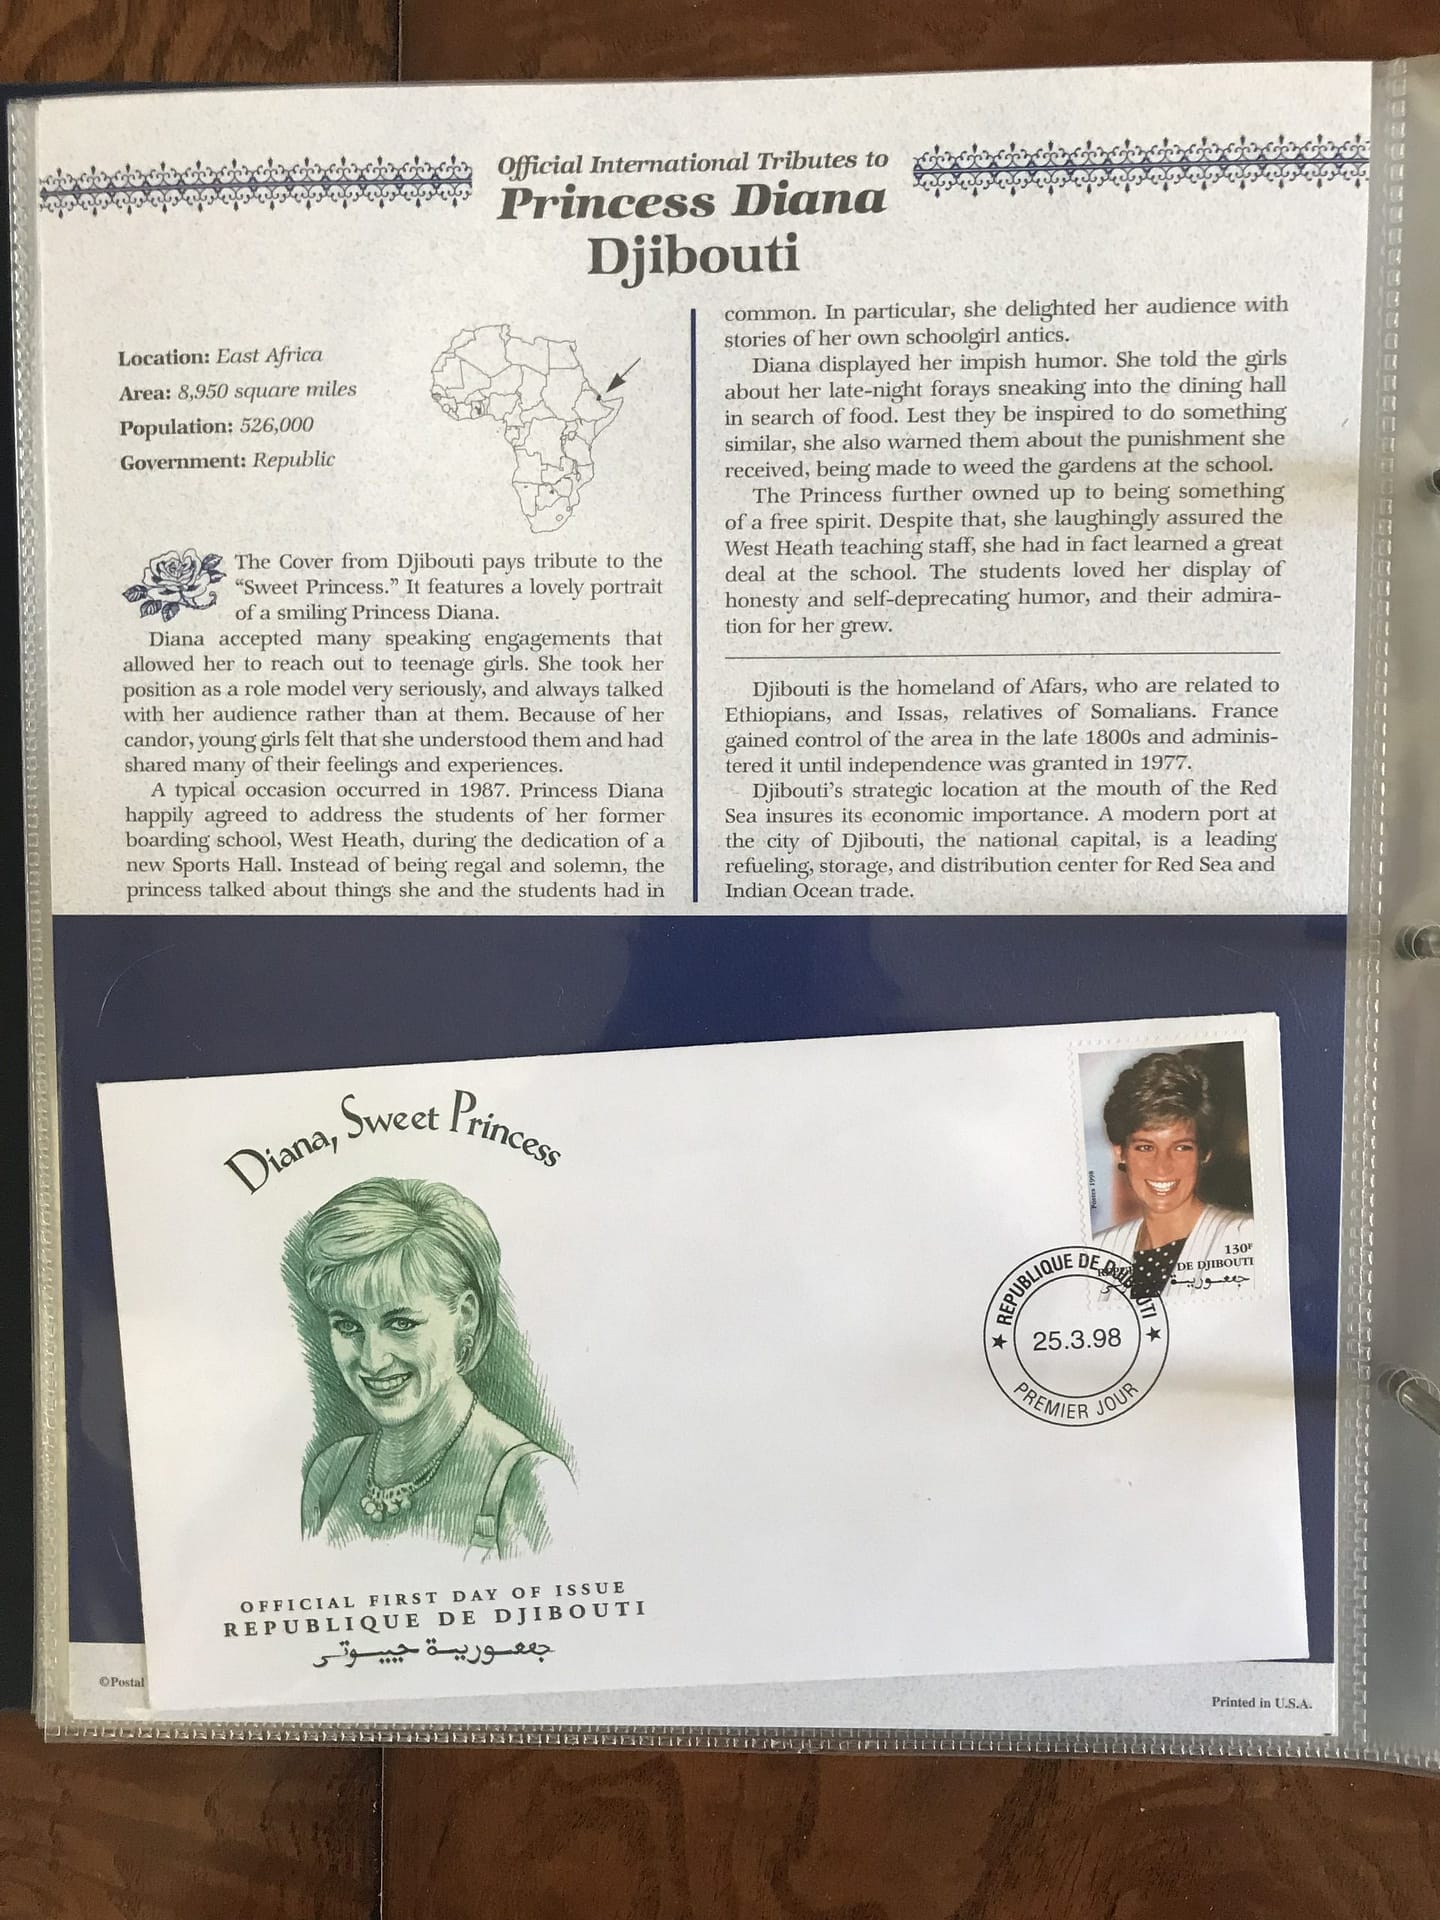 Official International Tributes to
Princess Diana
Djibouti
Location: East Africa
Area: 8,950 square miles
Population: 526,000
Government: Republic
The Cover from Djibouti pays tribute to the
“Sweet Princess.” It features a lovely portrait
of a smiling Princess Diana.
Diana accepted many speaking engagements that
allowed her to reach out to teenage girls. She took her
position as a role model very seriously, and always talked
with her audience rather than at them. Because of her
candor, young girls felt that she understood them and had
shared many of their feelings and experiences.
A typical occasion occurred in 1987. Princess Diana
happily agreed to address the students of her former
boarding school, West Heath, during the dedication of a
new Sports Hall. Instead of being regal and solemn, the
princess talked about things she and the students had in
common. In particular, she delighted her audience with
stories of her own schoolgirl antics.
Diana displayed her impish humor. She told the girls
about her late-night forays sneaking into the dining hall
in search of food. Lest they be inspired to do something
similar, she also warned them about the punishment she
received, being made to weed the gardens at the school.
The Princess further owned up to being something
of a free spirit. Despite that, she laughingly assured the
West Heath teaching staff, she had in fact learned a great
deal at the school. The students loved her display of
honesty and self-deprecating humor, and their admira-
tion for her grew.
Djibouti is the homeland of Afars, who are related to
Ethiopians, and Issas, relatives of Somalians. France
gained control of the area in the late 1800s and adminis-
tered it until independence was granted in 1977.
Djibouti’s strategic location at the mouth of the Red
Sea insures its economic importance. A modern port at
the city of Djibouti, the national capital, is a leading
refueling, storage, and distribution center for Red Sea and
Indian Ocean trade.
Diana, Sweet Princess
Postes 1998
130F
DE DJIBOUTI
جمهورية
REPUBLIQUE DE DJIBOUTI
25.3.98
PREMIER JOUR
OFFICIAL FIRST DAY OF ISSUE
REPUBLIQUE DE DJIBOUTI
جمهورية جيبوتي
©Postal
Printed in U.S.A.